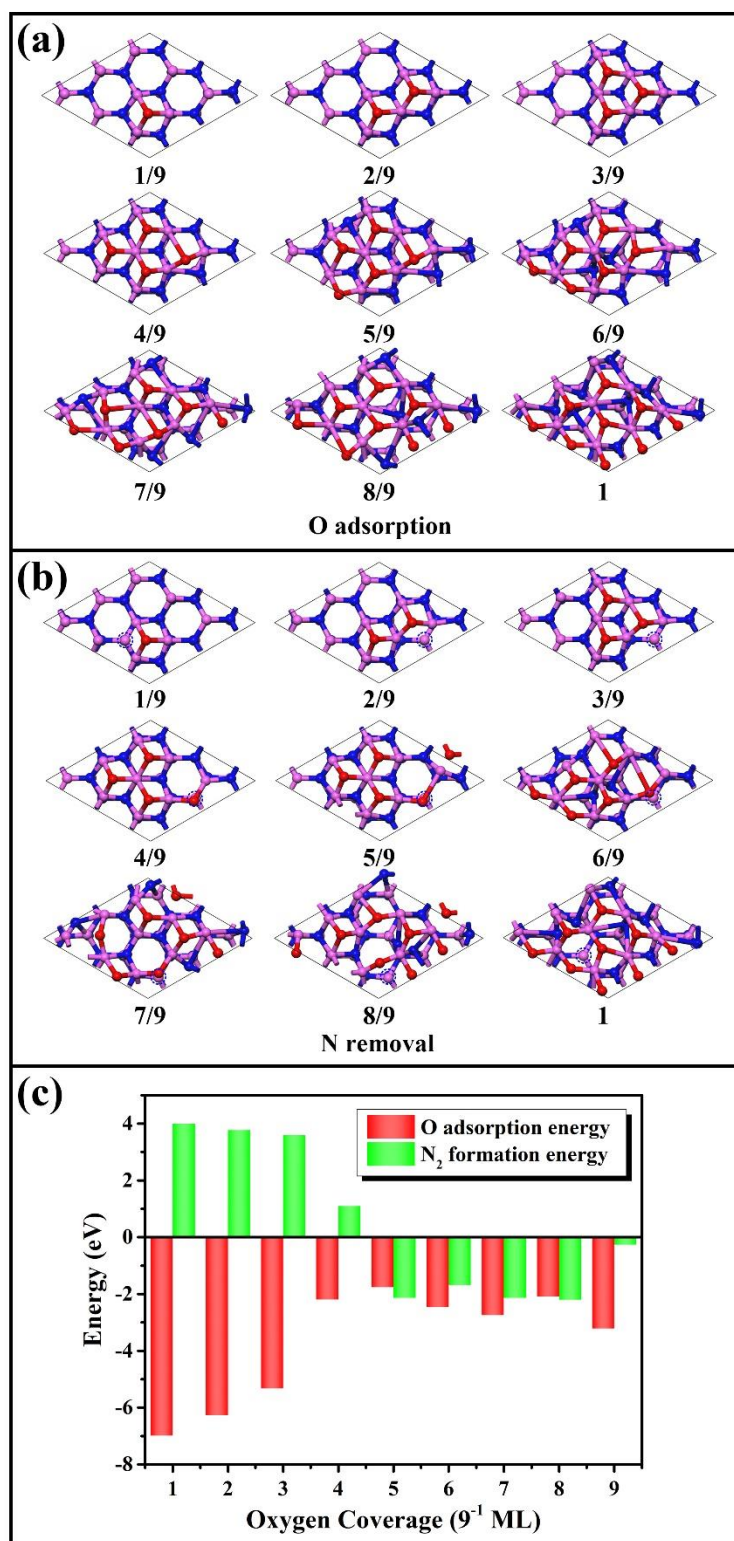 (a)
1/9 2/9 3/9
4/9 5/9 6/9
7/9 8/9 1
O adsorption
(b)
1/9 2/9 3/9
4/9 5/9 6/9
7/9 8/9 1
N removal
(c)
O adsorption energy
N₂ formation energy
4
2
0
-2
-4
-6
-8
Energy (eV)
1 2 3 4 5 6 7 8 9
Oxygen Coverage (9⁻¹ ML)